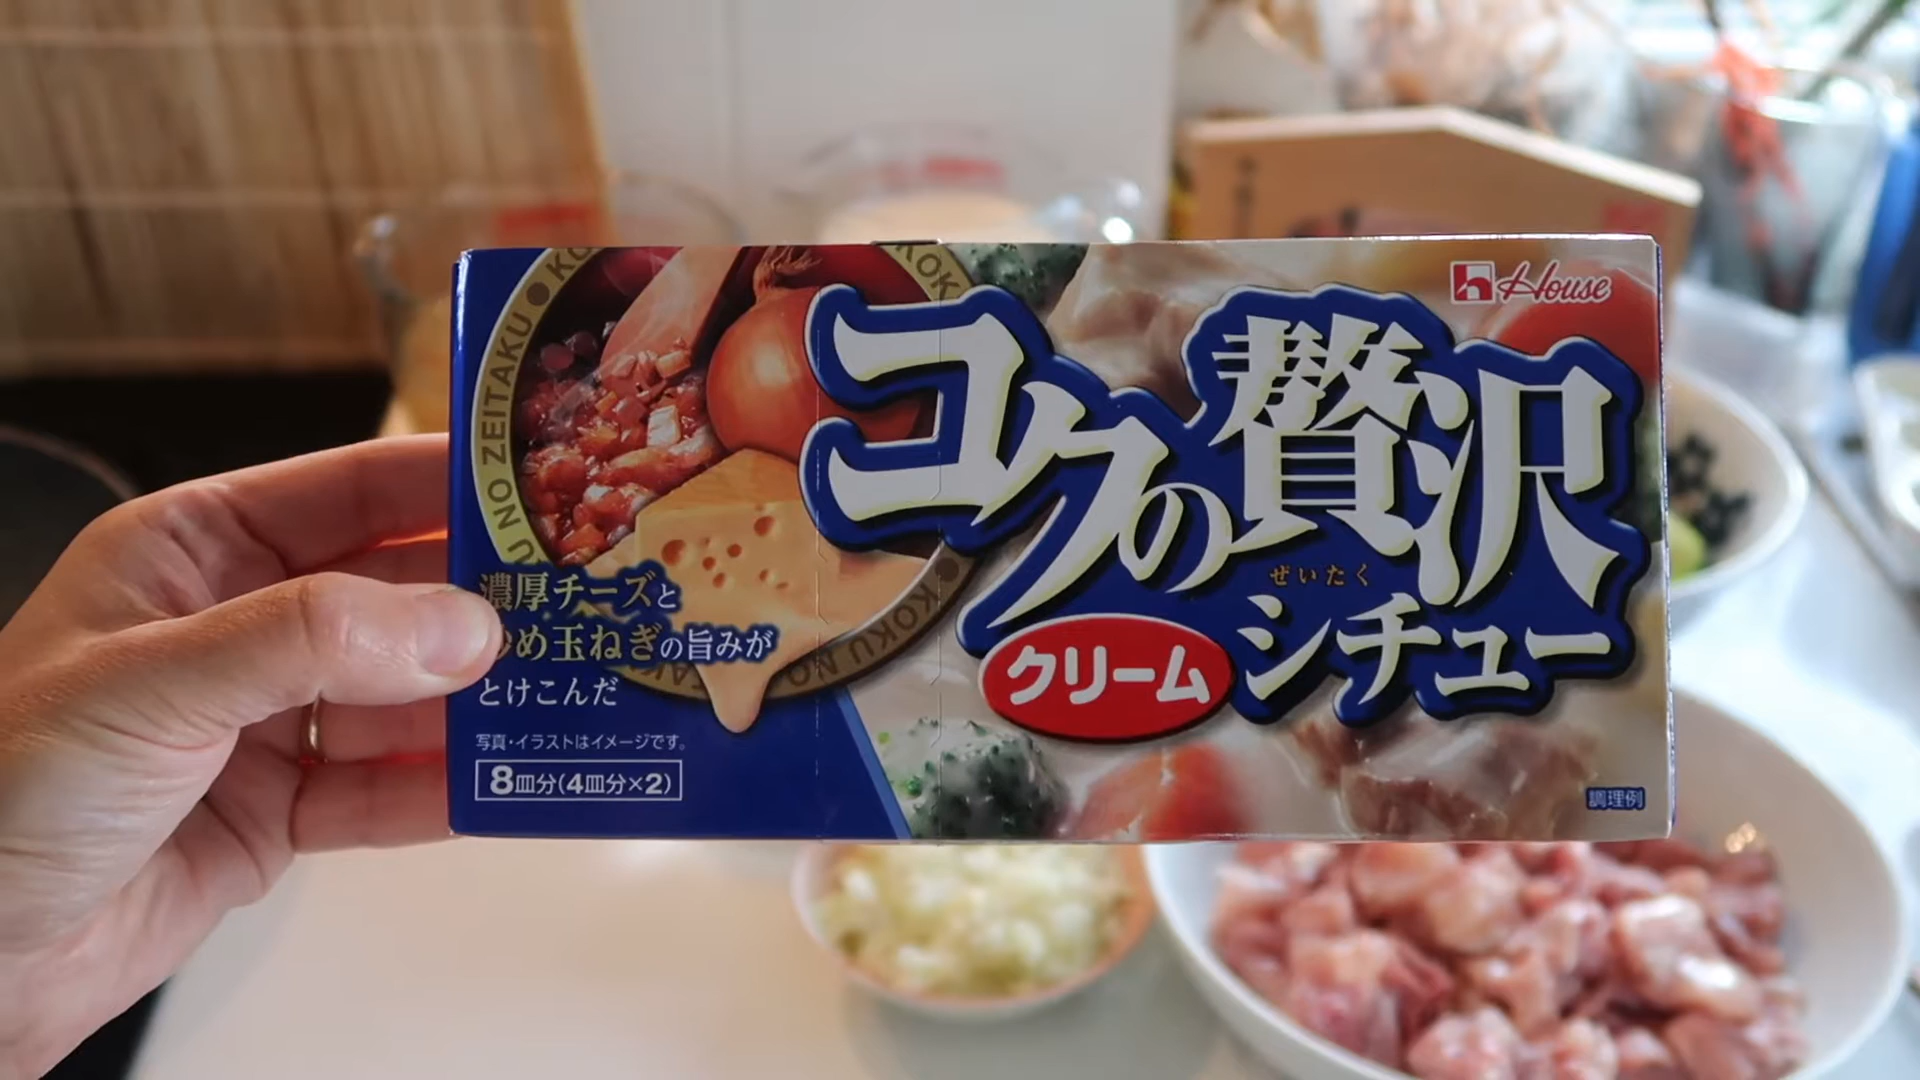 House
コクの贅沢
ぜいたく
クリーム
シチュー
KOKU NO ZEITAKU
濃厚チーズと
め玉ねぎの旨みが
とけこんだ
写真・イラストはイメージです。
8皿分(4皿分×2)
調理例